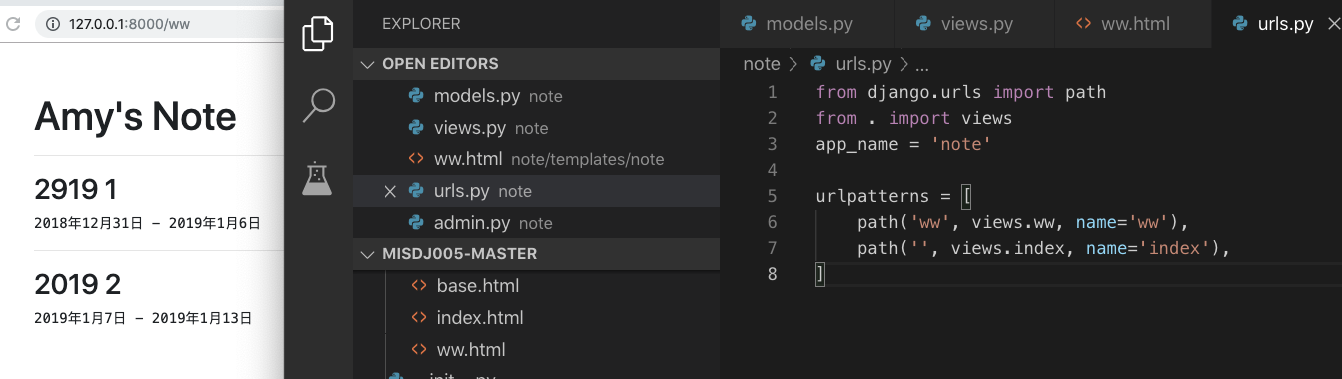 127.0.0.1:8000/ww
Amy's Note
2919 1
2018年12月31日 - 2019年1月6日
2019 2
2019年1月7日 - 2019年1月13日
EXPLORER
OPEN EDITORS
models.py note
views.py note
ww.html note/templates/note
urls.py note
admin.py note
MISDJ005-MASTER
base.html
index.html
ww.html
models.py
views.py
ww.html
urls.py
note > urls.py > ...
1 from django.urls import path
2 from . import views
3 app_name = 'note'
4
5 urlpatterns = [
6 path('ww', views.ww, name='ww'),
7 path('', views.index, name='index'),
8 ]